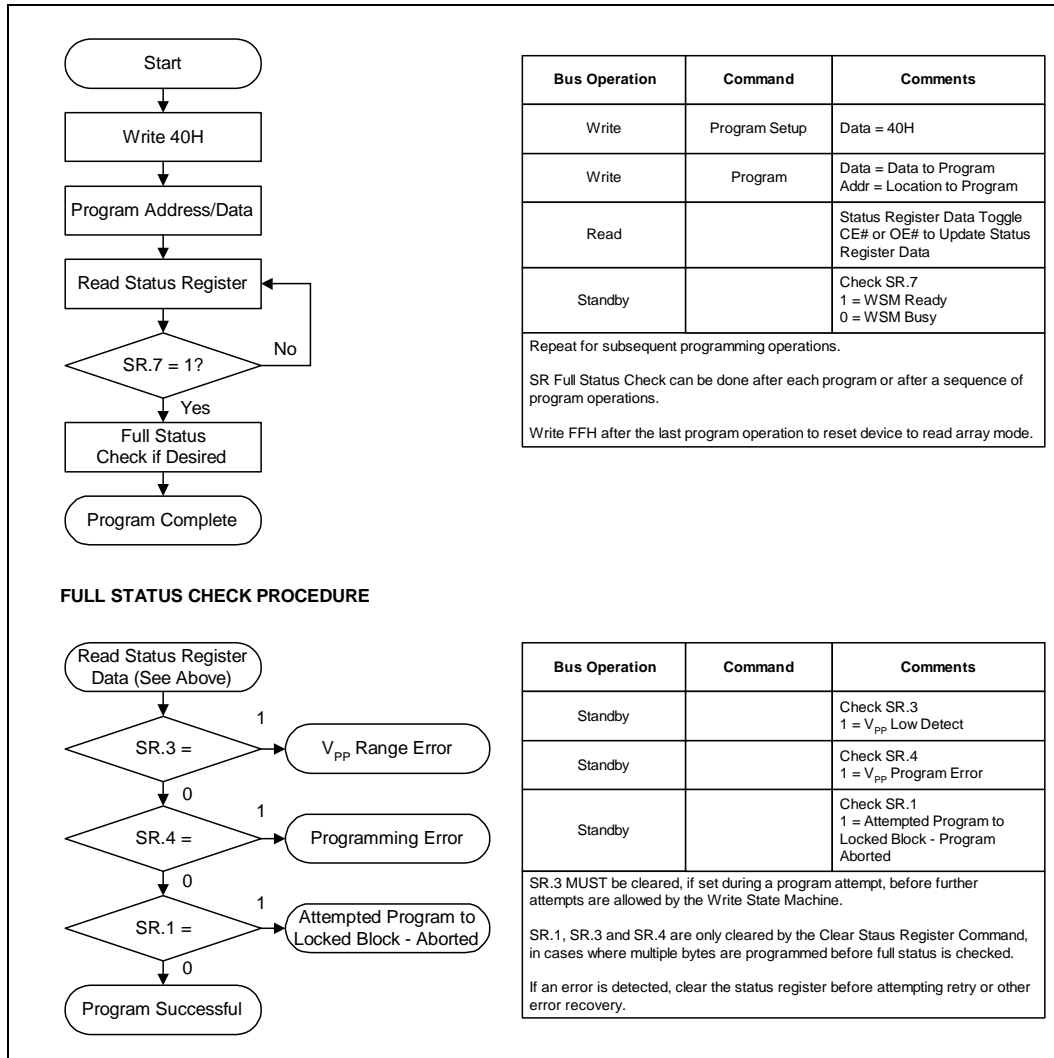 Start
Write 40H
Program Address/Data
Read Status Register
No
SR.7 = 1?
Yes
Full Status
Check if Desired
Program Complete
Bus Operation Command Comments
Write Program Setup Data = 40H
Write Program Data = Data to Program
Addr = Location to Program
Read Status Register Data Toggle
CE# or OE# to Update Status
Register Data
Standby Check SR.7
1 = WSM Ready
0 = WSM Busy
Repeat for subsequent programming operations.
SR Full Status Check can be done after each program or after a sequence of
program operations.
Write FFH after the last program operation to reset device to read array mode.
FULL STATUS CHECK PROCEDURE
Read Status Register
Data (See Above)
1
SR.3 = VPP Range Error
0
1
SR.4 = Programming Error
0
1
SR.1 = Attempted Program to
Locked Block - Aborted
0
Program Successful
Bus Operation Command Comments
Standby Check SR.3
1 = VPP Low Detect
Standby Check SR.4
1 = VPP Program Error
Standby Check SR.1
1 = Attempted Program to
Locked Block - Program
Aborted
SR.3 MUST be cleared, if set during a program attempt, before further
attempts are allowed by the Write State Machine.
SR.1, SR.3 and SR.4 are only cleared by the Clear Staus Register Command,
in cases where multiple bytes are programmed before full status is checked.
If an error is detected, clear the status register before attempting retry or other
error recovery.